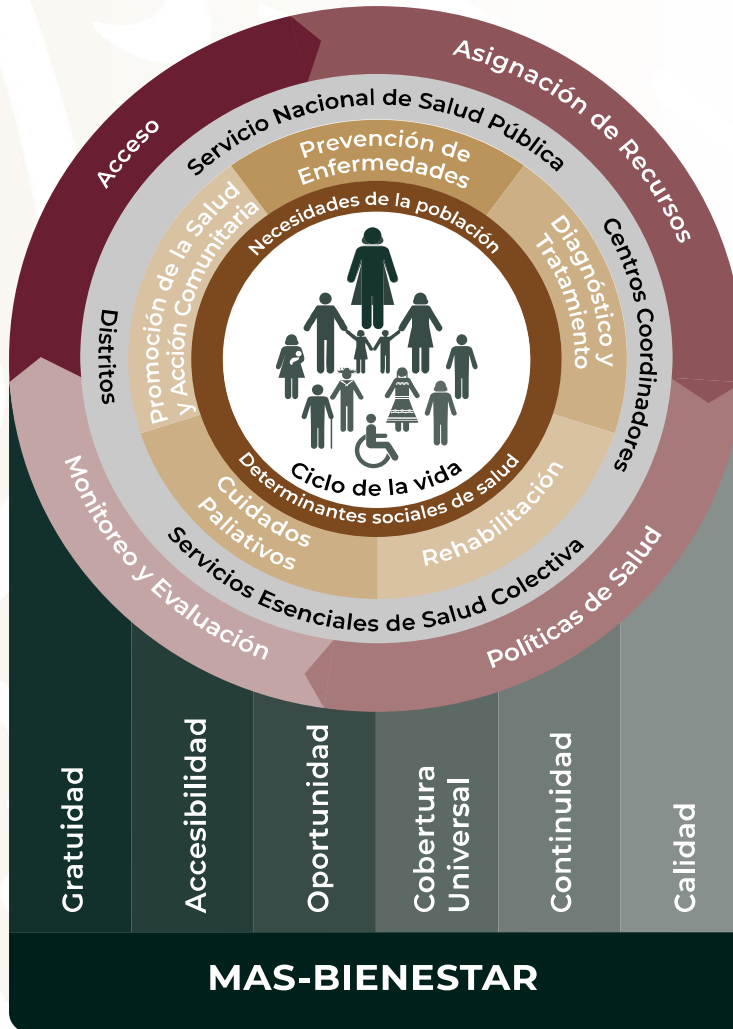 Acceso
Asignación de Recursos
Políticas de Salud
Monitoreo y Evaluación
Servicio Nacional de Salud Pública
Centros Coordinadores
Servicios Esenciales de Salud Colectiva
Distritos
Prevención de
Enfermedades
Diagnóstico y
Tratamiento
Rehabilitación
Cuidados
Paliativos
Promoción de la Salud
y Acción Comunitaria
Necesidades de la población
Determinantes sociales de salud
Ciclo de la vida
Gratuidad
Accesibilidad
Oportunidad
Cobertura
Universal
Continuidad
Calidad
MAS-BIENESTAR